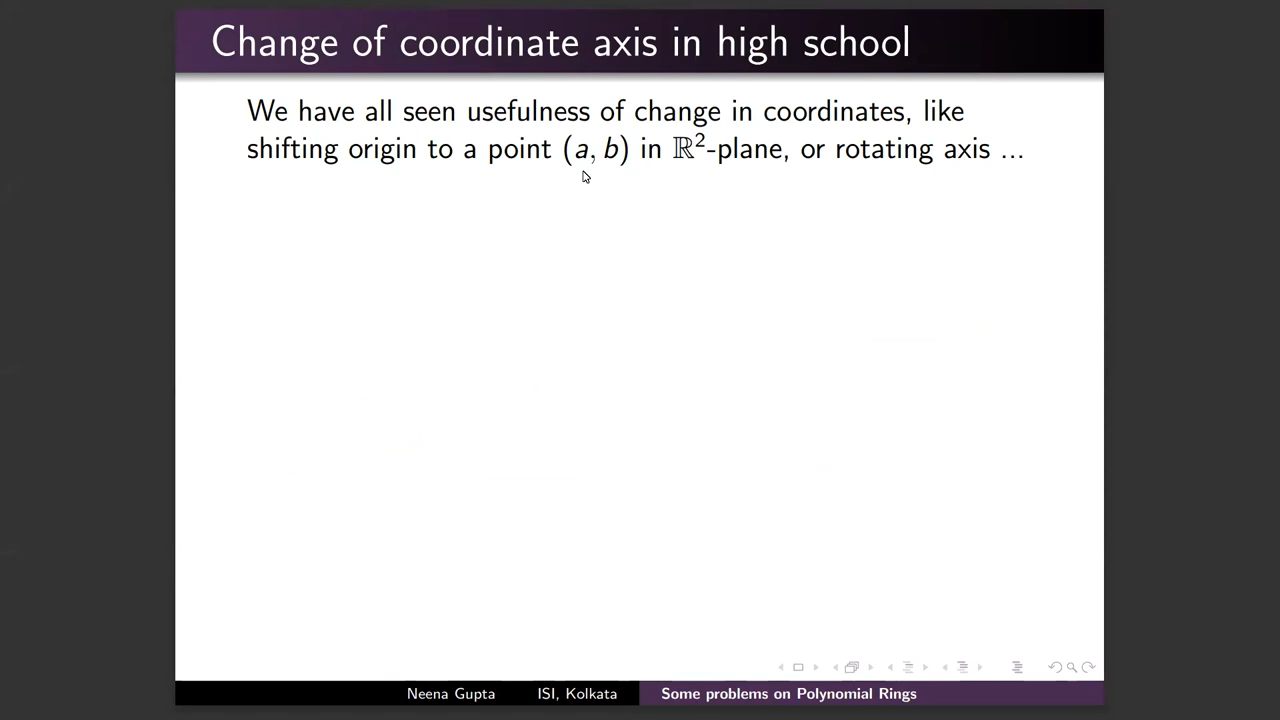 Change of coordinate axis in high school
We have all seen usefulness of change in coordinates, like
shifting origin to a point (a, b) in ℝ²-plane, or rotating axis ...
Neena Gupta ISI, Kolkata Some problems on Polynomial Rings